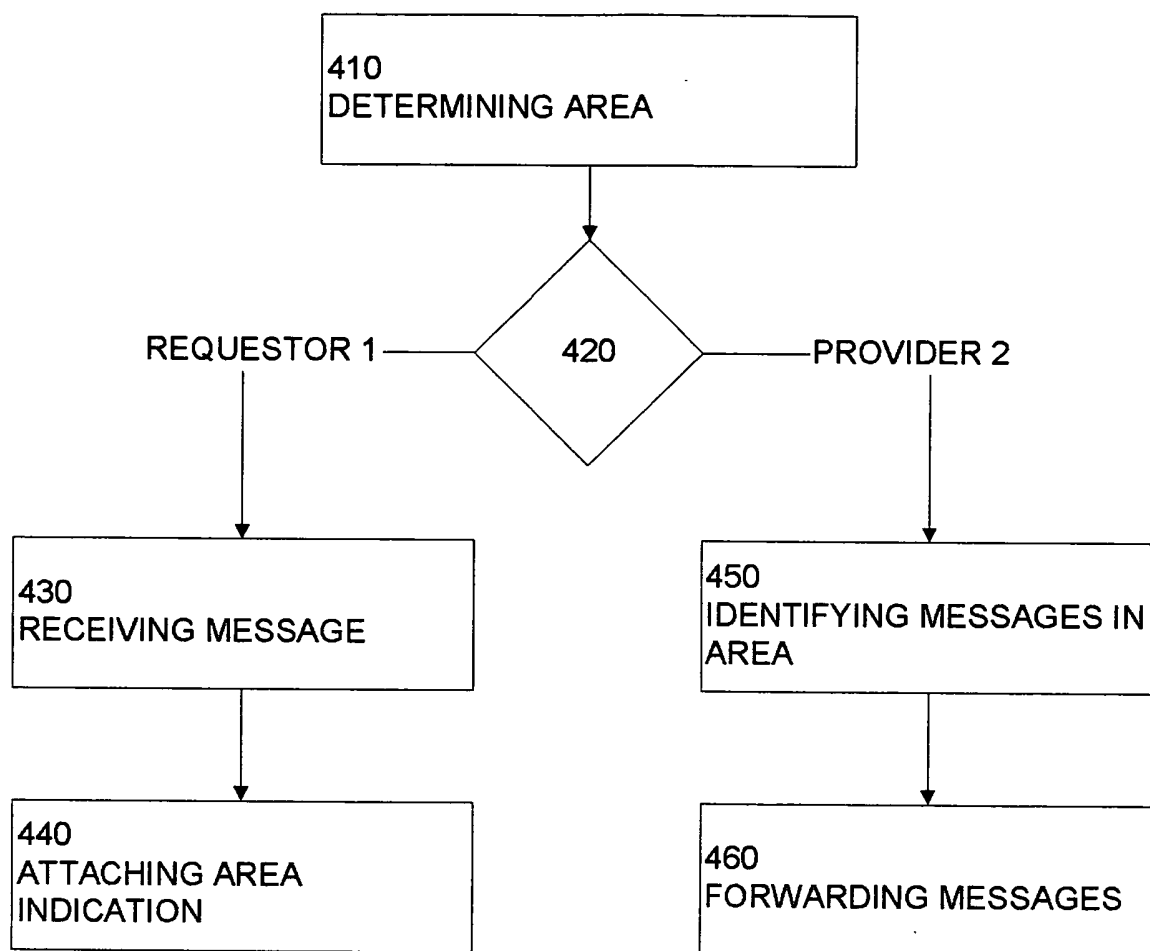 410
DETERMINING AREA
REQUESTOR 1
420
PROVIDER 2
430
RECEIVING MESSAGE
450
IDENTIFYING MESSAGES IN
AREA
440
ATTACHING AREA
INDICATION
460
FORWARDING MESSAGES